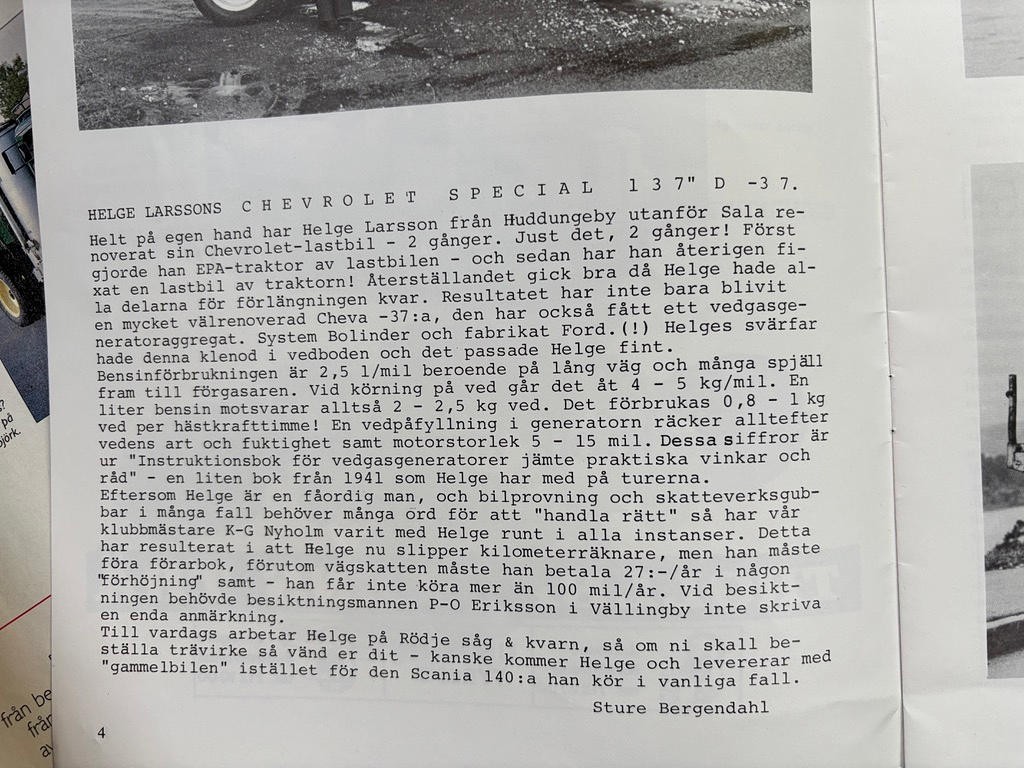 HELGE LARSSONS C H E V R O L E T S P E C I A L 1 3 7" D -3 7.
Helt på egen hand har Helge Larsson från Huddungeby utanför Sala re-
noverat sin Chevrolet-lastbil - 2 gånger. Just det, 2 gånger! Först
gjorde han EPA-traktor av lastbilen - och sedan har han återigen fi-
xat en lastbil av traktorn! Återställandet gick bra då Helge hade al-
la delarna för förlängningen kvar. Resultatet har inte bara blivit
en mycket välrenoverad Cheva -37:a, den har också fått ett vedgasge-
neratoraggregat. System Bolinder och fabrikat Ford.(!) Helges svärfar
hade denna klenod i vedboden och det passade Helge fint.
Bensinförbrukningen är 2,5 l/mil beroende på lång väg och många spjäll
fram till förgasaren. Vid körning på ved går det åt 4 - 5 kg/mil. En
liter bensin motsvarar alltså 2 - 2,5 kg ved. Det förbrukas 0,8 - 1 kg
ved per hästkrafttimme! En vedpåfyllning i generatorn räcker alltefter
vedens art och fuktighet samt motorstorlek 5 - 15 mil. Dessa siffror är
ur "Instruktionsbok för vedgasgeneratorer jämte praktiska vinkar och
råd" - en liten bok från 1941 som Helge har med på turerna.
Eftersom Helge är en fåordig man, och bilprovning och skatteverksgub-
bar i många fall behöver många ord för att "handla rätt" så har vår
klubbmästare K-G Nyholm varit med Helge runt i alla instanser. Detta
har resulterat i att Helge nu slipper kilometerräknare, men han måste
föra förarbok, förutom vägskatten måste han betala 27:-/år i någon
"förhöjning" samt - han får inte köra mer än 100 mil/år. Vid besikt-
ningen behövde besiktningsmannen P-O Eriksson i Vällingby inte skriva
en enda anmärkning.
Till vardags arbetar Helge på Rödje såg & kvarn, så om ni skall be-
ställa trävirke så vänd er dit - kanske kommer Helge och levererar med
"gammelbilen" istället för den Scania 140:a han kör i vanliga fall.
Sture Bergendahl
4
på
björk.
från be
från